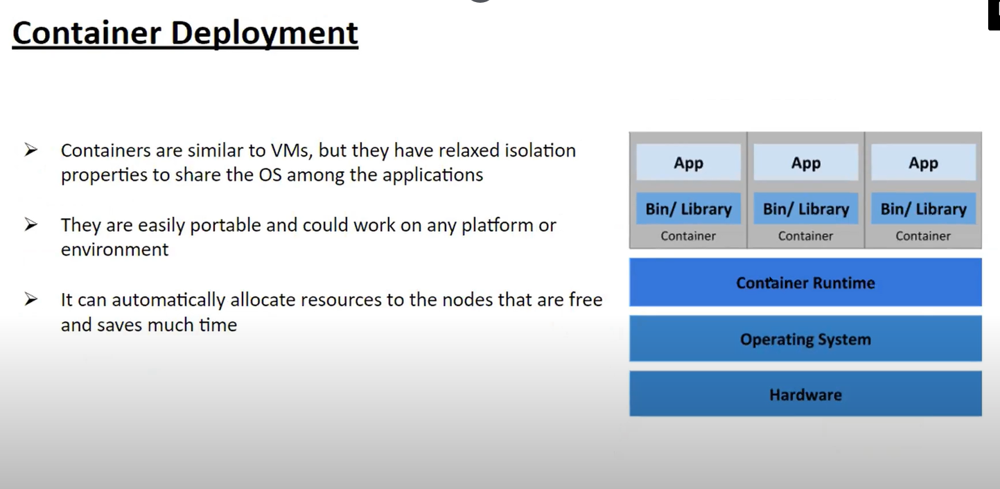 Container Deployment
➢ Containers are similar to VMs, but they have relaxed isolation
properties to share the OS among the applications
➢ They are easily portable and could work on any platform or
environment
➢ It can automatically allocate resources to the nodes that are free
and saves much time
App App App
Bin/ Library Bin/ Library Bin/ Library
Container Container Container
Container Runtime
Operating System
Hardware